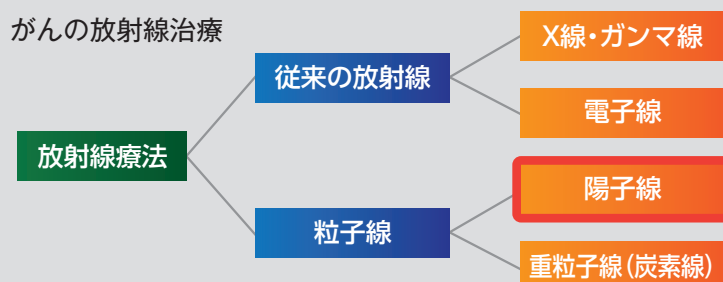 がんの放射線治療
放射線療法
従来の放射線
X線・ガンマ線
電子線
粒子線
陽子線
重粒子線(炭素線)